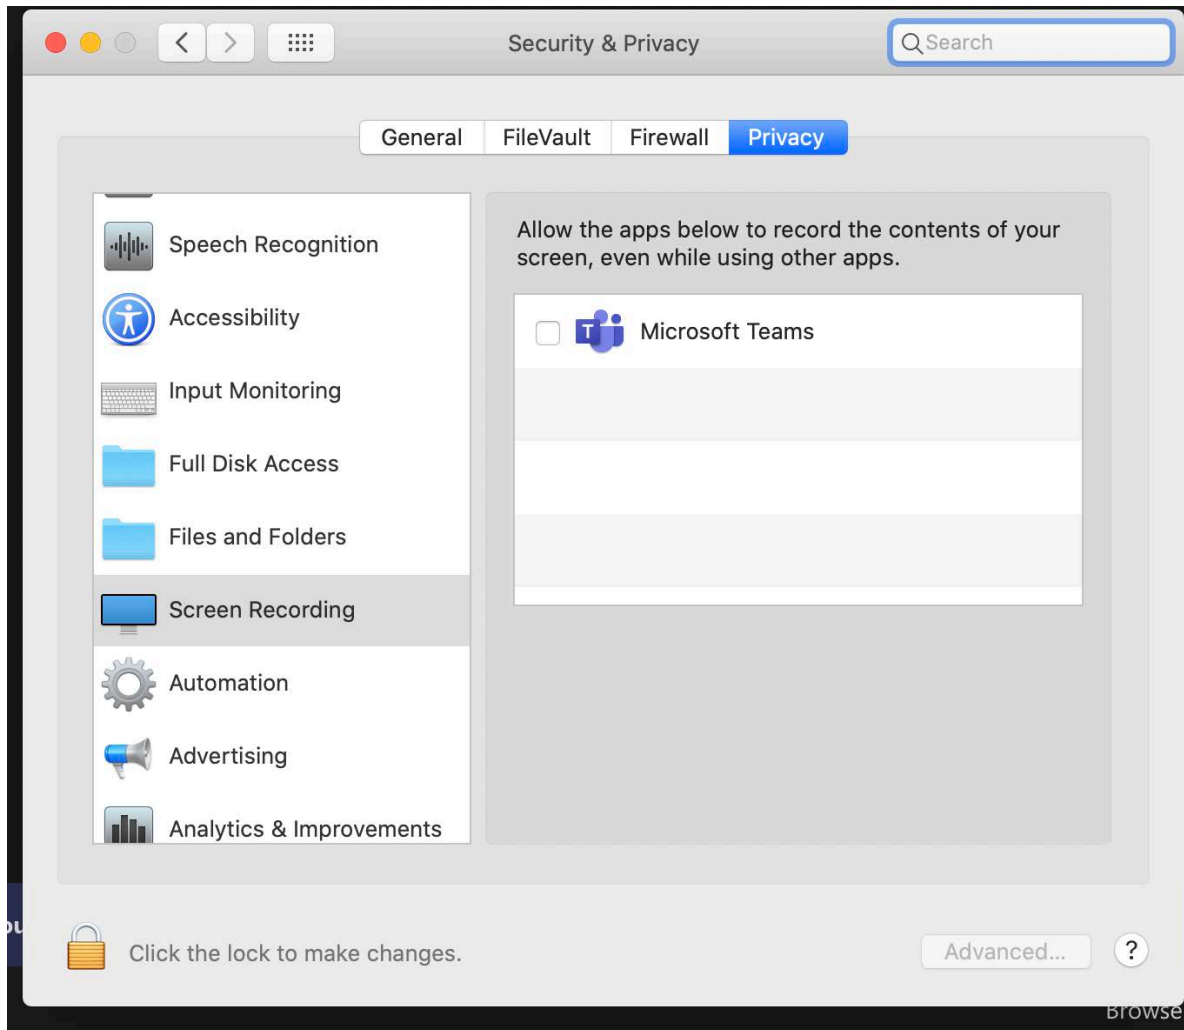 Security & Privacy
Search
General
FileVault
Firewall
Privacy
Speech Recognition
Accessibility
Input Monitoring
Full Disk Access
Files and Folders
Screen Recording
Automation
Advertising
Analytics & Improvements
Allow the apps below to record the contents of your
screen, even while using other apps.
T
Microsoft Teams
Click the lock to make changes.
Advanced...
?
Browse